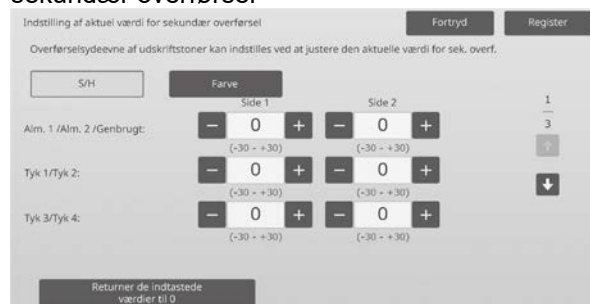 sekundær overførsel
Indstilling af aktuel værdi for sekundær overførsel
Fortryd
Register
Overførselsydeevne af udskriftstoner kan indstilles ved at justere den aktuelle værdi for sek. overf.
S/H
Farve
Side 1
Side 2
1
3
Alm. 1 /Alm. 2 /Genbrugt:
− 0 + − 0 +
(-30 - +30) (-30 - +30)
Tyk 1/Tyk 2:
− 0 + − 0 +
(-30 - +30) (-30 - +30)
Tyk 3/Tyk 4:
− 0 + − 0 +
(-30 - +30) (-30 - +30)
Returner de indtastede
værdier til 0